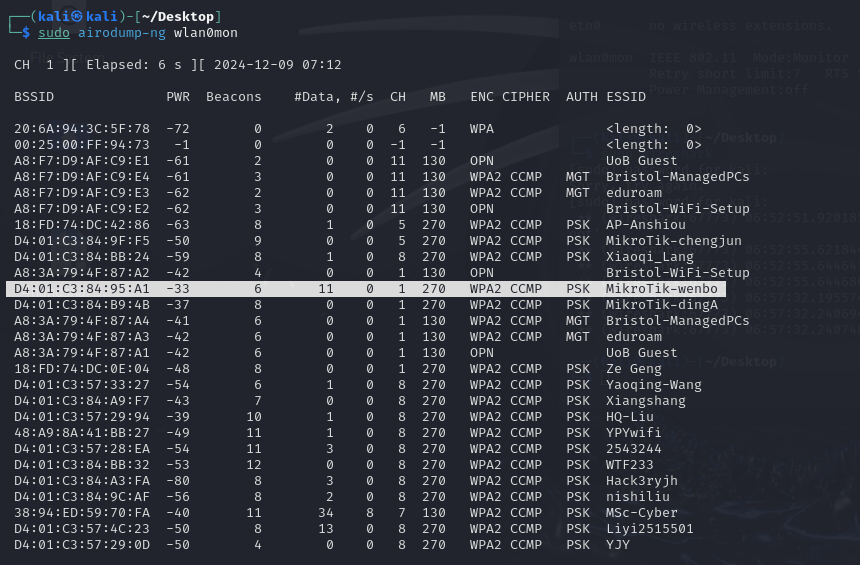 ┌──(kali㉿kali)-[~/Desktop]
└─$ sudo airodump-ng wlan0mon
eth0 no wireless extensions.
CH 1 ][ Elapsed: 6 s ][ 2024-12-09 07:12
wlan0mon IEEE 802.11 Mode:Monitor
Retry short limit:7 RTS
Power Management:off
BSSID PWR Beacons #Data, #/s CH MB ENC CIPHER AUTH ESSID
20:6A:94:3C:5F:78 -72 0 2 0 6 -1 WPA <length: 0>
00:25:00:FF:94:73 -1 0 0 0 -1 -1 <length: 0>
A8:F7:D9:AF:C9:E1 -61 2 0 0 11 130 OPN UoB Guest
A8:F7:D9:AF:C9:E4 -61 3 0 0 11 130 WPA2 CCMP MGT Bristol-ManagedPCs
A8:F7:D9:AF:C9:E3 -62 2 0 0 11 130 WPA2 CCMP MGT eduroam
A8:F7:D9:AF:C9:E2 -62 3 0 0 11 130 OPN Bristol-WiFi-Setup
18:FD:74:DC:42:86 -63 8 1 0 5 270 WPA2 CCMP PSK AP-Anshiou
D4:01:C3:84:9F:F5 -50 9 0 0 5 270 WPA2 CCMP PSK MikroTik-chengjun
D4:01:C3:84:BB:24 -59 8 1 0 8 270 WPA2 CCMP PSK Xiaoqi_Lang
A8:3A:79:4F:87:A2 -42 4 0 0 1 130 OPN Bristol-WiFi-Setup
D4:01:C3:84:95:A1 -33 6 11 0 1 270 WPA2 CCMP PSK MikroTik-wenbo
D4:01:C3:84:B9:4B -37 8 0 0 1 270 WPA2 CCMP PSK MikroTik-dingA
A8:3A:79:4F:87:A4 -41 6 0 0 1 130 WPA2 CCMP MGT Bristol-ManagedPCs
A8:3A:79:4F:87:A3 -42 6 0 0 1 130 WPA2 CCMP MGT eduroam
A8:3A:79:4F:87:A1 -42 6 0 0 1 130 OPN UoB Guest
18:FD:74:DC:0E:04 -48 8 0 0 1 270 WPA2 CCMP PSK Ze Geng
D4:01:C3:57:33:27 -54 6 1 0 8 270 WPA2 CCMP PSK Yaoqing-Wang
D4:01:C3:84:A9:F7 -43 7 0 0 8 270 WPA2 CCMP PSK Xiangshang
D4:01:C3:57:29:94 -39 10 1 0 8 270 WPA2 CCMP PSK HQ-Liu
48:A9:8A:41:BB:27 -49 11 1 0 8 270 WPA2 CCMP PSK YPYwifi
D4:01:C3:57:28:EA -54 11 3 0 8 270 WPA2 CCMP PSK 2543244
D4:01:C3:84:BB:32 -53 12 0 0 8 270 WPA2 CCMP PSK WTF233
D4:01:C3:84:A3:FA -80 8 3 0 8 270 WPA2 CCMP PSK Hack3ryjh
D4:01:C3:84:9C:AF -56 8 2 0 8 270 WPA2 CCMP PSK nishiliu
38:94:ED:59:70:FA -40 11 34 8 7 130 WPA2 CCMP PSK MSc-Cyber
D4:01:C3:57:4C:23 -50 8 13 0 8 270 WPA2 CCMP PSK Liyi2515501
D4:01:C3:57:29:0D -50 4 0 0 8 270 WPA2 CCMP PSK YJY